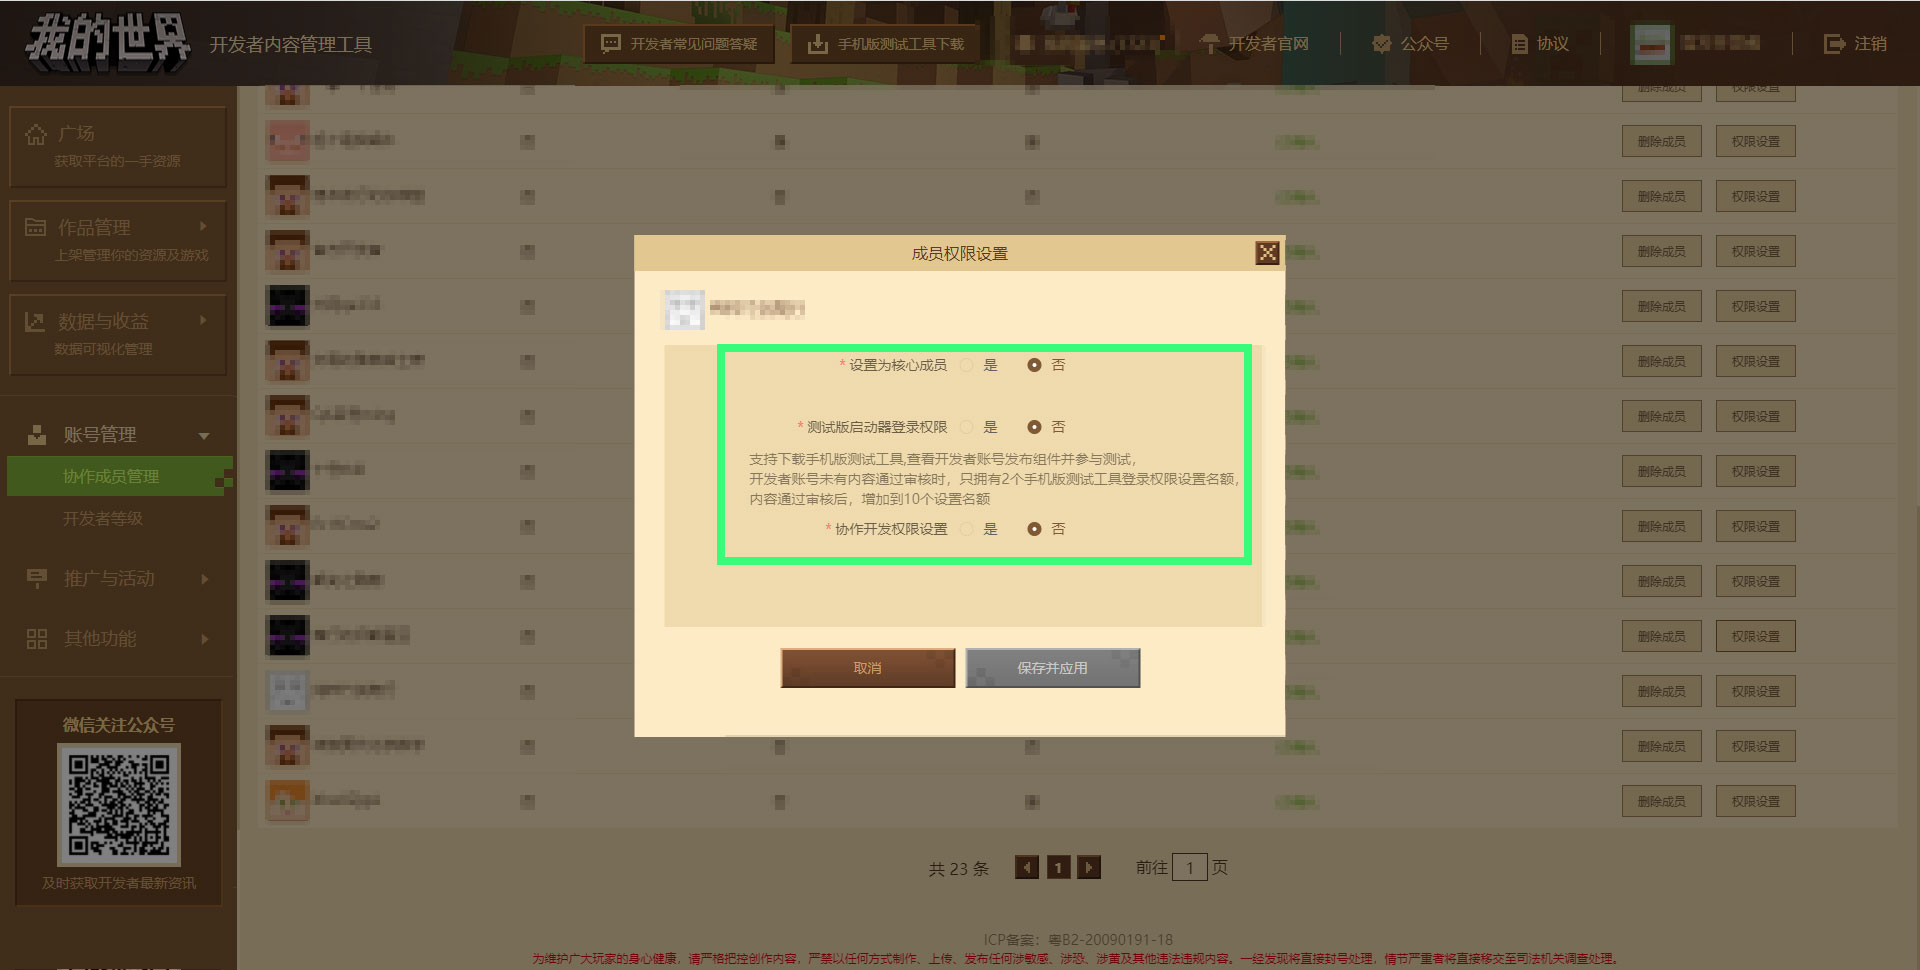 我的世界
开发者内容管理工具
开发者常见问题答疑
手机版测试工具下载
开发者官网
公众号
协议
注销
广场
获取平台的一手资源
作品管理
上架管理你的资源及游戏
数据与收益
数据可视化管理
账号管理
协作成员管理
开发者等级
推广与活动
其他功能
微信关注公众号
及时获取开发者最新资讯
删除成员 权限设置
删除成员 权限设置
删除成员 权限设置
删除成员 权限设置
删除成员 权限设置
删除成员 权限设置
删除成员 权限设置
删除成员 权限设置
删除成员 权限设置
删除成员 权限设置
删除成员 权限设置
删除成员 权限设置
删除成员 权限设置
删除成员 权限设置
成员权限设置
*设置为核心成员 是 否
*测试版启动器登录权限 是 否
支持下载手机版测试工具,查看开发者账号发布组件并参与测试，
开发者账号未有内容通过审核时，只拥有2个手机版测试工具登录权限设置名额，
内容通过审核后，增加到10个设置名额
*协作开发权限设置 是 否
取消
保存并应用
共 23 条 1 前往 1 页
ICP备案：粤B2-20090191-18
为维护广大玩家的身心健康，请严格把控创作内容，严禁以任何方式制作、上传、发布任何涉敏感、涉恐、涉黄及其他违法违规内容。一经发现将直接封号处理，情节严重者将直接移交至司法机关调查处理。